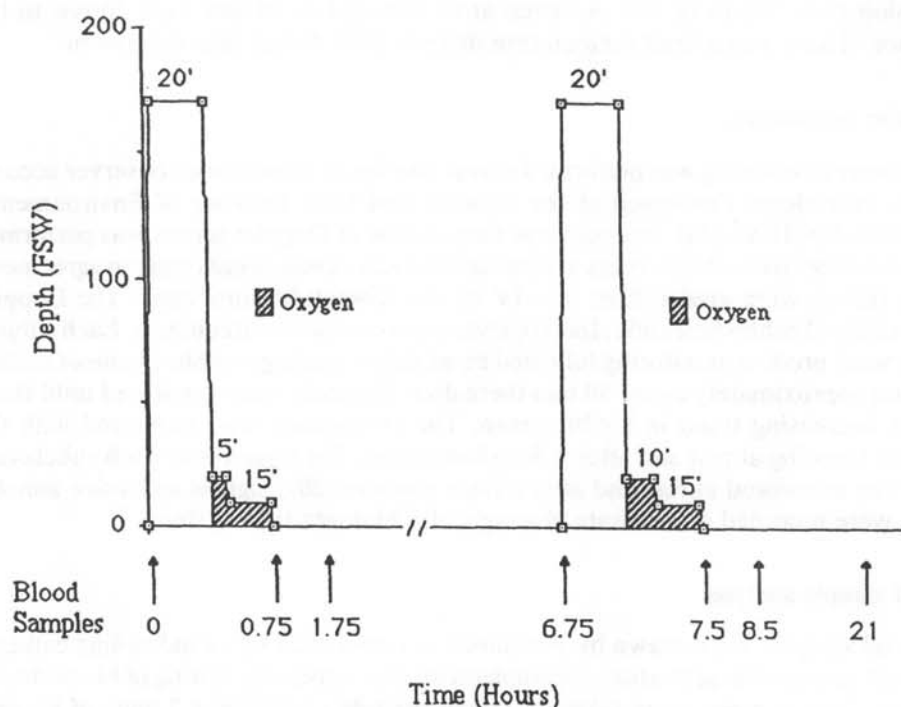 200
20'
20'
Depth (FSW)
100
Oxygen
Oxygen
5'
15'
10'
15'
0
//
Blood
Samples
0 0.75 1.75 6.75 7.5 8.5 21
Time (Hours)